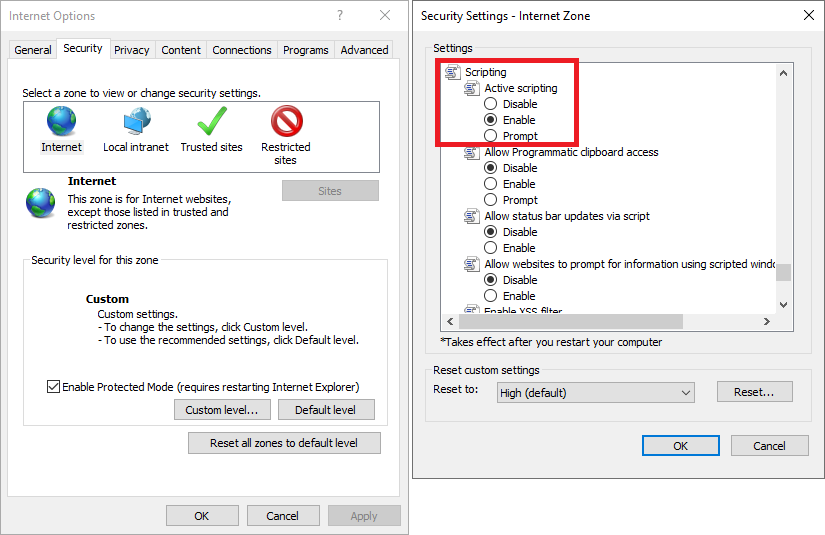 Internet Options
General Security Privacy Content Connections Programs Advanced
Select a zone to view or change security settings.
Internet
Local intranet
Trusted sites
Restricted
sites
Internet
This zone is for Internet websites,
except those listed in trusted and
restricted zones.
Sites
Security level for this zone
Custom
Custom settings.
- To change the settings, click Custom level.
- To use the recommended settings, click Default level.
Enable Protected Mode (requires restarting Internet Explorer)
Custom level...
Default level
Reset all zones to default level
OK
Cancel
Apply
Security Settings - Internet Zone
Settings
Scripting
Active scripting
Disable
Enable
Prompt
Allow Programmatic clipboard access
Disable
Enable
Prompt
Allow status bar updates via script
Disable
Enable
Allow websites to prompt for information using scripted windo
Disable
Enable
Enable XSS filter
*Takes effect after you restart your computer
Reset custom settings
Reset to:
High (default)
Reset...
OK
Cancel